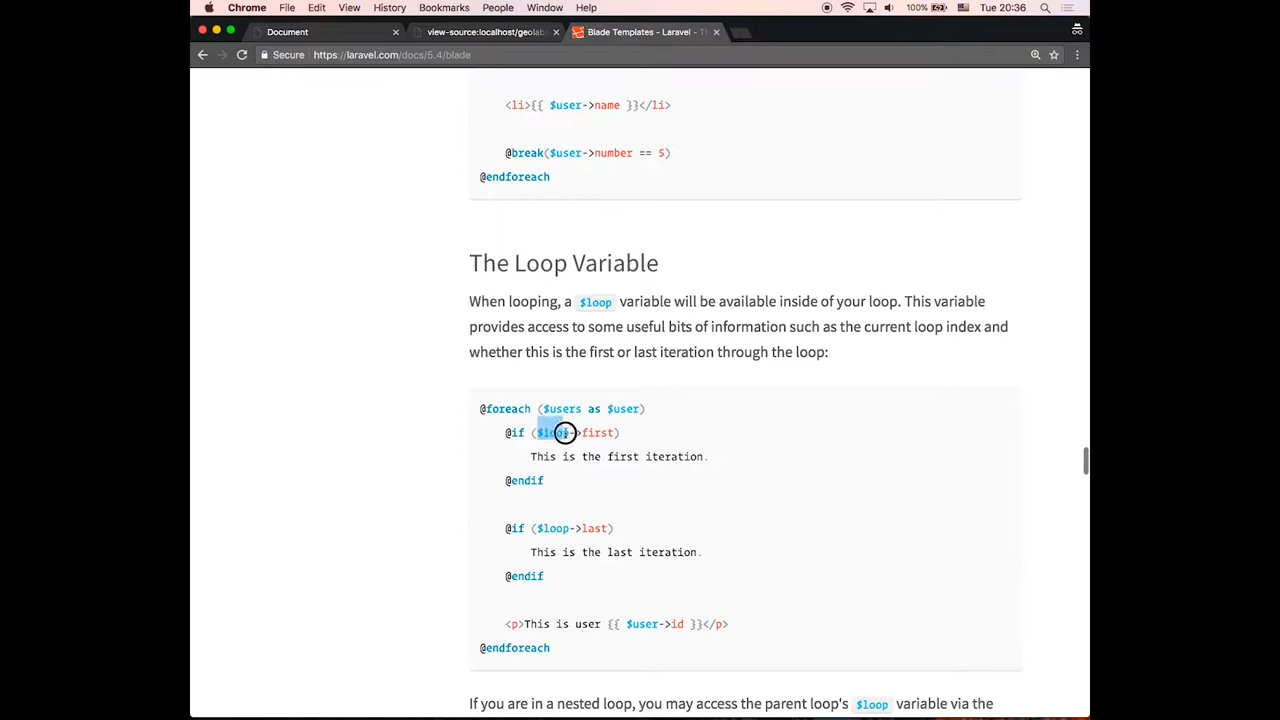 Chrome File Edit View History Bookmarks People Window Help 100% Tue 20:36
Document view-source:localhost/geolab Blade Templates - Laravel - Th
Secure https://laravel.com/docs/5.4/blade
<li>{{ $user->name }}</li>
@break($user->number == 5)
@endforeach
The Loop Variable
When looping, a $loop variable will be available inside of your loop. This variable
provides access to some useful bits of information such as the current loop index and
whether this is the first or last iteration through the loop:
@foreach ($users as $user)
@if ($loop->first)
This is the first iteration.
@endif
@if ($loop->last)
This is the last iteration.
@endif
<p>This is user {{ $user->id }}</p>
@endforeach
If you are in a nested loop, you may access the parent loop's $loop variable via the